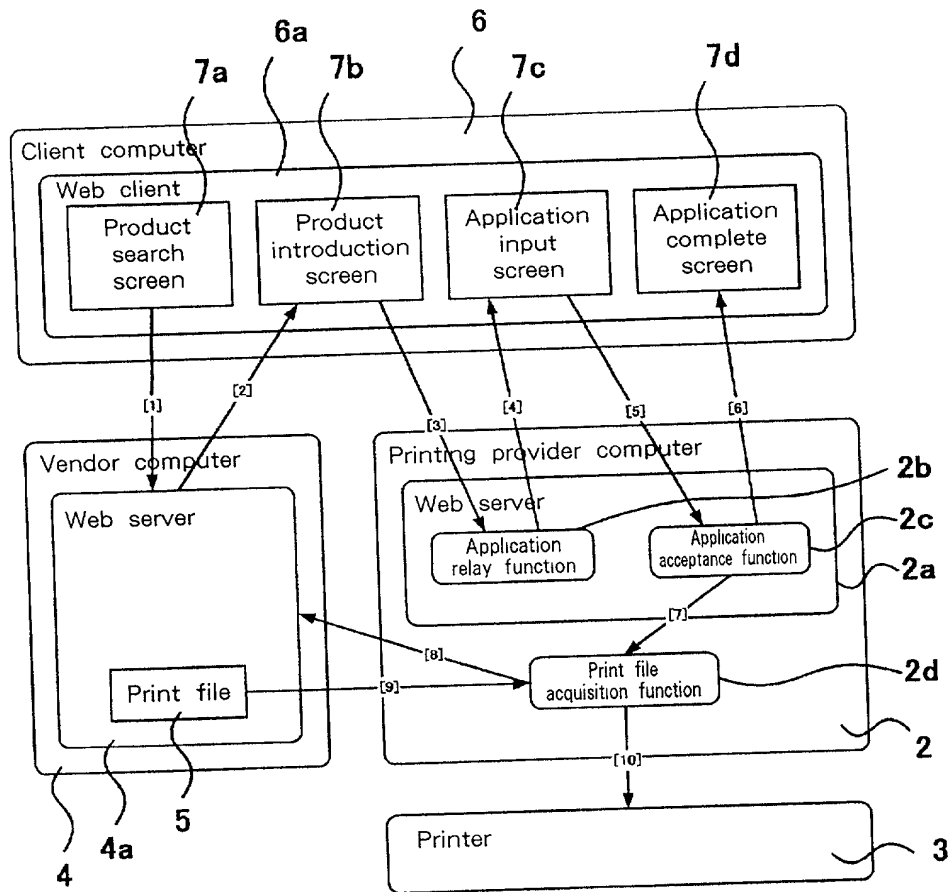 6
6a
7a
7b
7c
7d
Client computer
Web client
Product
search
screen
Product
introduction
screen
Application
input
screen
Application
complete
screen
[1]
[2]
[3]
[4]
[5]
[6]
Vendor computer
Web server
Print file
Printing provider computer
Web server
2b
Application
relay function
Application
acceptance function
2c
2a
[7]
[8]
[9]
Print file
acquisition function
2d
2
[10]
4
4a
5
Printer
3